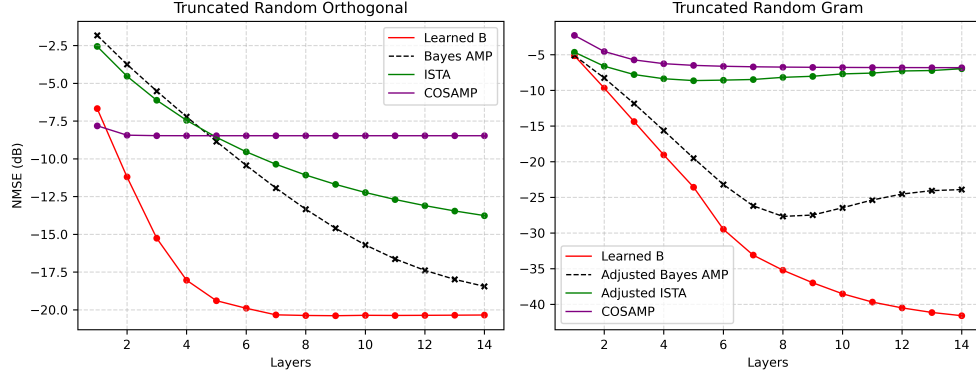 Truncated Random Orthogonal
NMSE (dB)
−2.5
−5.0
−7.5
−10.0
−12.5
−15.0
−17.5
−20.0
Learned B
Bayes AMP
ISTA
COSAMP
2 4 6 8 10 12 14
Layers
Truncated Random Gram
−5
−10
−15
−20
−25
−30
−35
−40
Learned B
Adjusted Bayes AMP
Adjusted ISTA
COSAMP
2 4 6 8 10 12 14
Layers